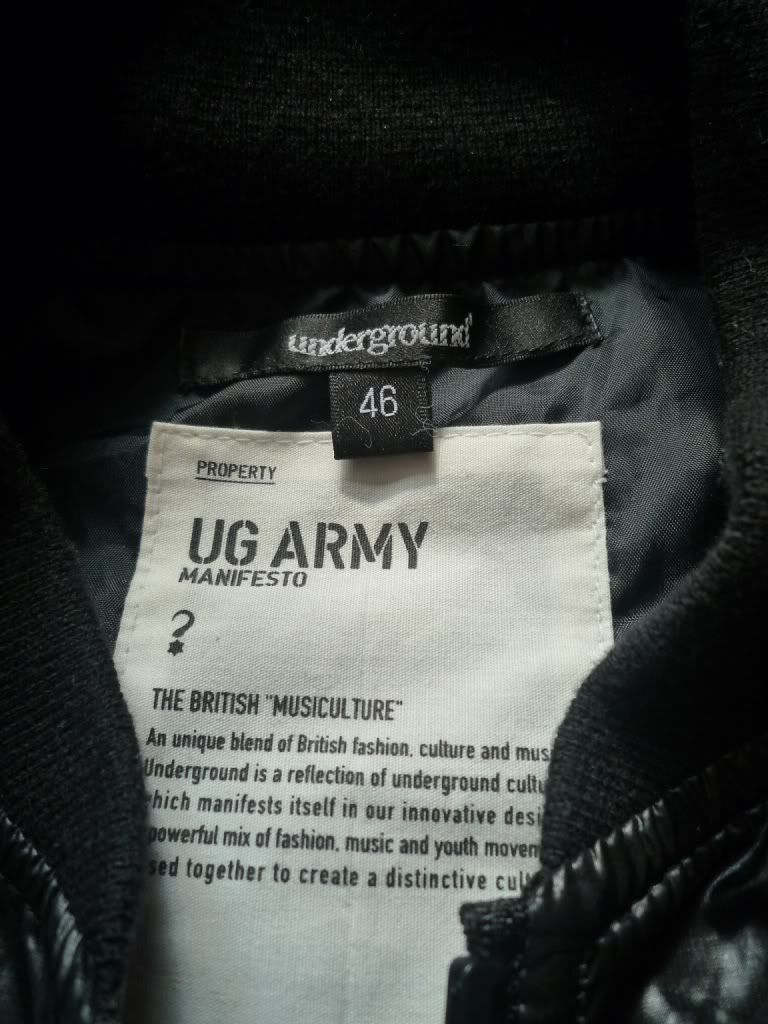 underground
46
PROPERTY
UG ARMY
MANIFESTO
?
THE BRITISH "MUSICULTURE"
An unique blend of British fashion, culture and
Underground is a reflection of underground
manifests itself in our innovative
powerful mix of fashion, music and youth
together to create a distinctive